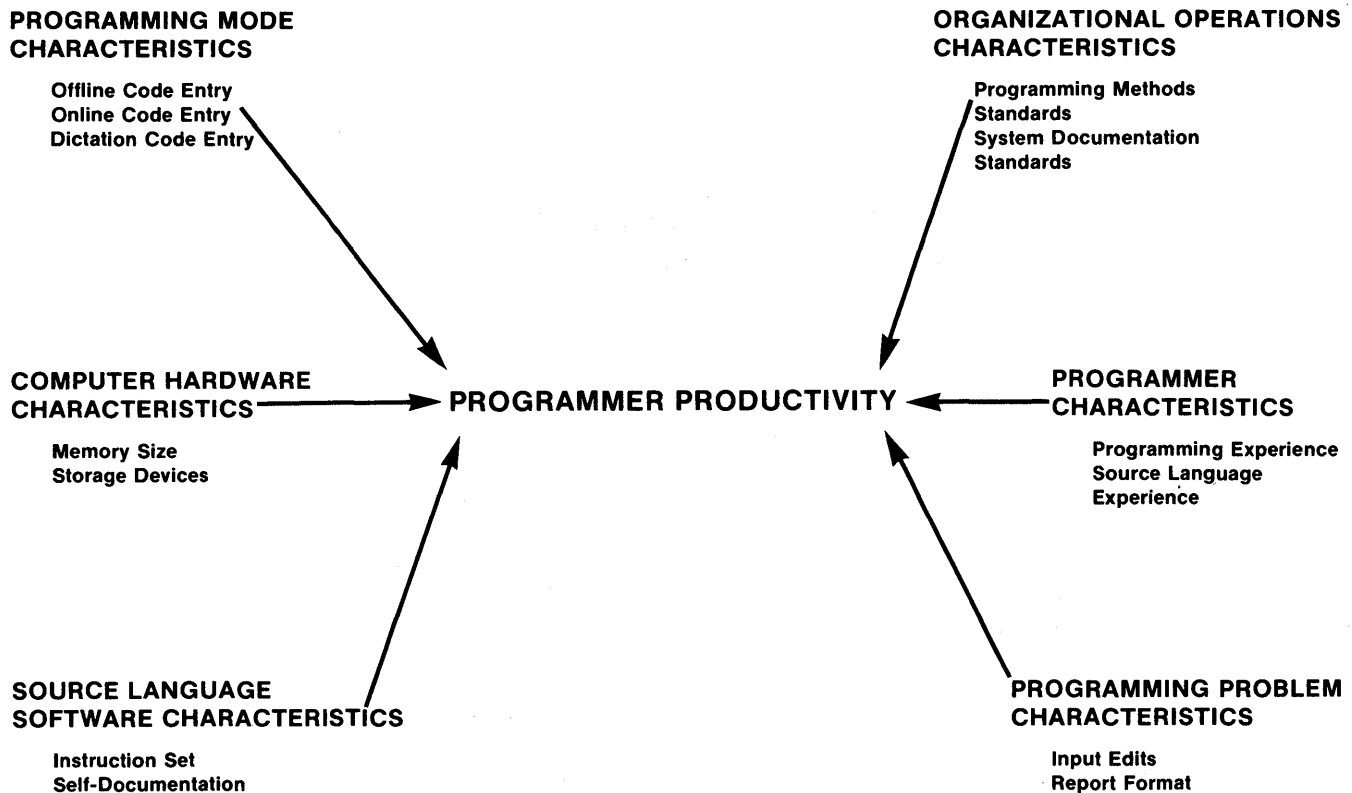 PROGRAMMING MODE
CHARACTERISTICS
Offline Code Entry
Online Code Entry
Dictation Code Entry
ORGANIZATIONAL OPERATIONS
CHARACTERISTICS
Programming Methods
Standards
System Documentation
Standards
COMPUTER HARDWARE
CHARACTERISTICS
Memory Size
Storage Devices
PROGRAMMER PRODUCTIVITY
PROGRAMMER
CHARACTERISTICS
Programming Experience
Source Language
Experience
SOURCE LANGUAGE
SOFTWARE CHARACTERISTICS
Instruction Set
Self-Documentation
PROGRAMMING PROBLEM
CHARACTERISTICS
Input Edits
Report Format